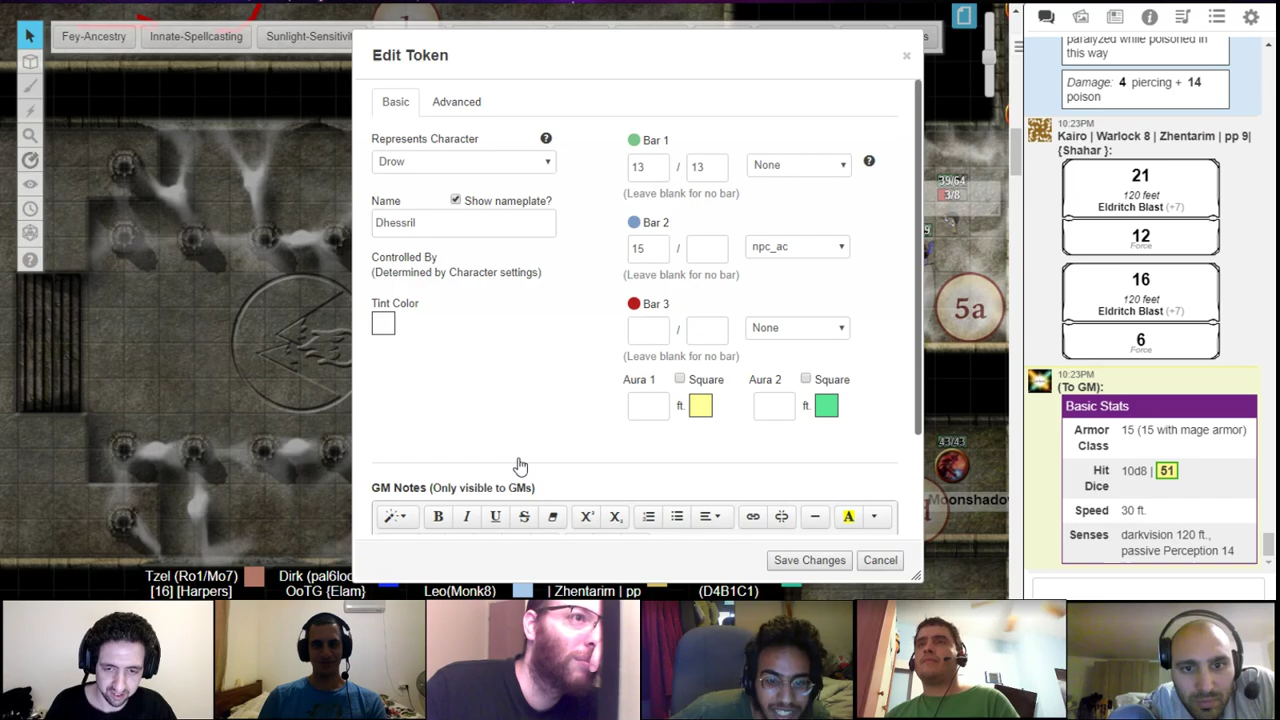 Fey-Ancestry
Innate-Spellcasting
Sunlight-Sensitivi
s
Edit Token
×
Basic
Advanced
Represents Character
Drow
Name
Show nameplate?
Dhessril
Controlled By
(Determined by Character settings)
Tint Color
Bar 1
13 / 13
None
(Leave blank for no bar)
Bar 2
15 /
npc_ac
(Leave blank for no bar)
Bar 3
/
None
(Leave blank for no bar)
Aura 1
Square
Aura 2
Square
ft.
ft.
GM Notes (Only visible to GMs)
B I U S X² X₂
A
Save Changes
Cancel
39/64
3/8
5a
43/43
Moonshado
paralyzed while poisoned in
this way
Damage: 4 piercing + 14
poison
10:23PM
Kairo | Warlock 8 | Zhentarim | pp 9|
{Shahar }:
21
120 feet
Eldritch Blast (+7)
12
Force
16
120 feet
Eldritch Blast (+7)
6
Force
10:23PM
(To GM):
Basic Stats
Armor
Class
15 (15 with mage armor)
Hit
Dice
10d8 | 51
Speed
30 ft.
Senses
darkvision 120 ft.,
passive Perception 14
Tzel (Ro1/Mo7)
[16] [Harpers]
Dirk (pal6loc
OoTG {Elam}
Leo(Monk8)
| Zhentarim | pp
(D4B1C1)